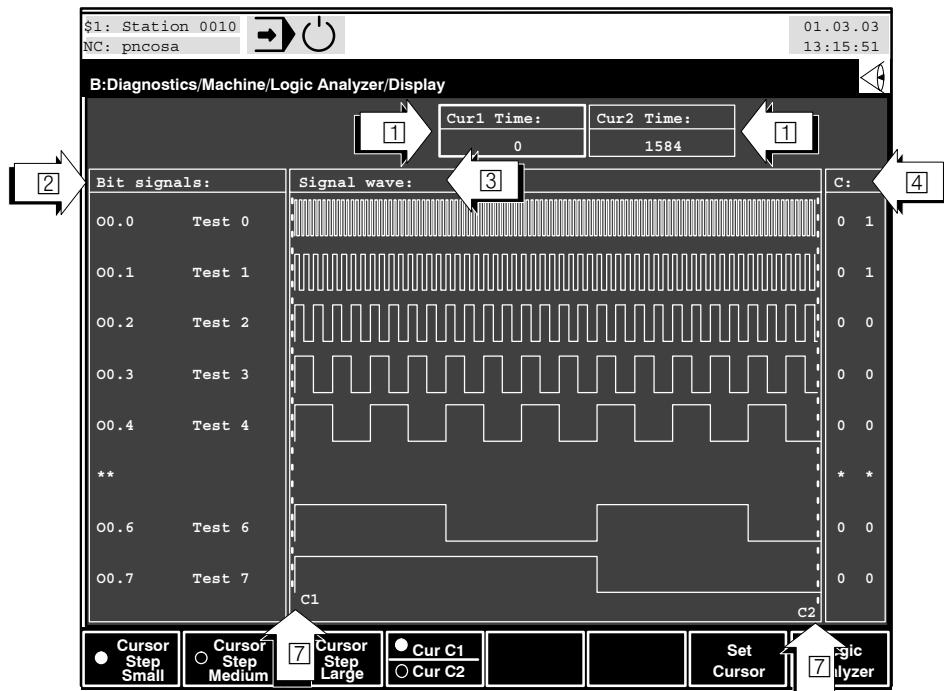 $1: Station 0010
NC: pncosa
01.03.03
13:15:51
B:Diagnostics/Machine/Logic Analyzer/Display
1
Cur1 Time:
0
Cur2 Time:
1584
1
2
Bit signals:
Signal wave:
3
C:
4
O0.0 Test 0 0 1
O0.1 Test 1 0 1
O0.2 Test 2 0 0
O0.3 Test 3 0 0
O0.4 Test 4 0 0
** * *
O0.6 Test 6 0 0
O0.7 Test 7 0 0
C1
C2
Cursor
Step
Small
Cursor
Step
Medium
7
Cursor
Step
Large
Cur C1
Cur C2
Set
Cursor
7